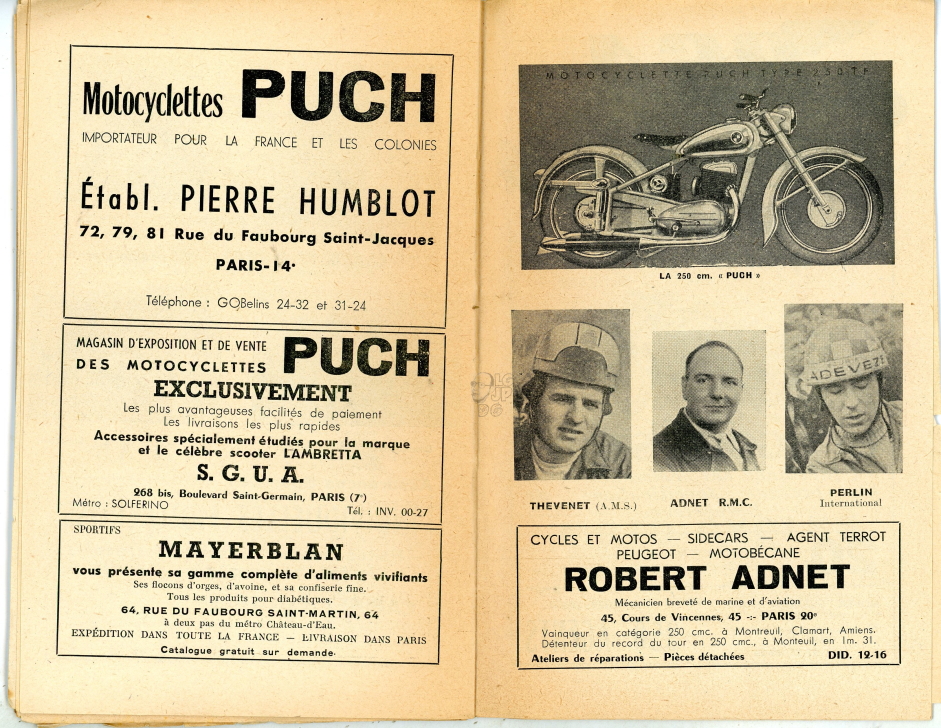 Motocyclettes PUCH
IMPORTATEUR POUR LA FRANCE ET LES COLONIES
Établ. PIERRE HUMBLOT
72, 79, 81 Rue du Faubourg Saint-Jacques
PARIS-14e
Téléphone : GOBelins 24-32 et 31-24
MAGASIN D'EXPOSITION ET DE VENTE
DES MOTOCYCLETTES PUCH
EXCLUSIVEMENT
Les plus avantageuses facilités de paiement
Les livraisons les plus rapides
Accessoires spécialement étudiés pour la marque
et le célèbre scooter LAMBRETTA
S. G. U. A.
268 bis, Boulevard Saint-Germain, PARIS (7e)
Métro : SOLFERINO
Tél. : INV. 00-27
SPORTIFS
MAYERBLAN
vous présente sa gamme complète d'aliments vivifiants
Ses flocons d'orges, d'avoine, et sa confiserie fine.
Tous les produits pour diabétiques.
64, RUE DU FAUBOURG SAINT-MARTIN, 64
à deux pas du métro Château-d'Eau.
EXPÉDITION DANS TOUTE LA FRANCE — LIVRAISON DANS PARIS
Catalogue gratuit sur demande.
MOTOCYCLETTE PUCH TYPE 250 TF
LA 250 cm. « PUCH »
ADEVEZE
THEVENET (A.M.S.)
ADNET R.M.C.
PERLIN
International
CYCLES ET MOTOS — SIDECARS — AGENT TERROT
PEUGEOT — MOTOBÉCANE
ROBERT ADNET
Mécanicien breveté de marine et d'aviation
45, Cours de Vincennes, 45 -:- PARIS 20e
Vainqueur en catégorie 250 cmc. à Montreuil, Clamart, Amiens.
Détenteur du record du tour en 250 cmc., à Monteuil, en 1m. 31.
Ateliers de réparations — Pièces détachées
DID. 12-16